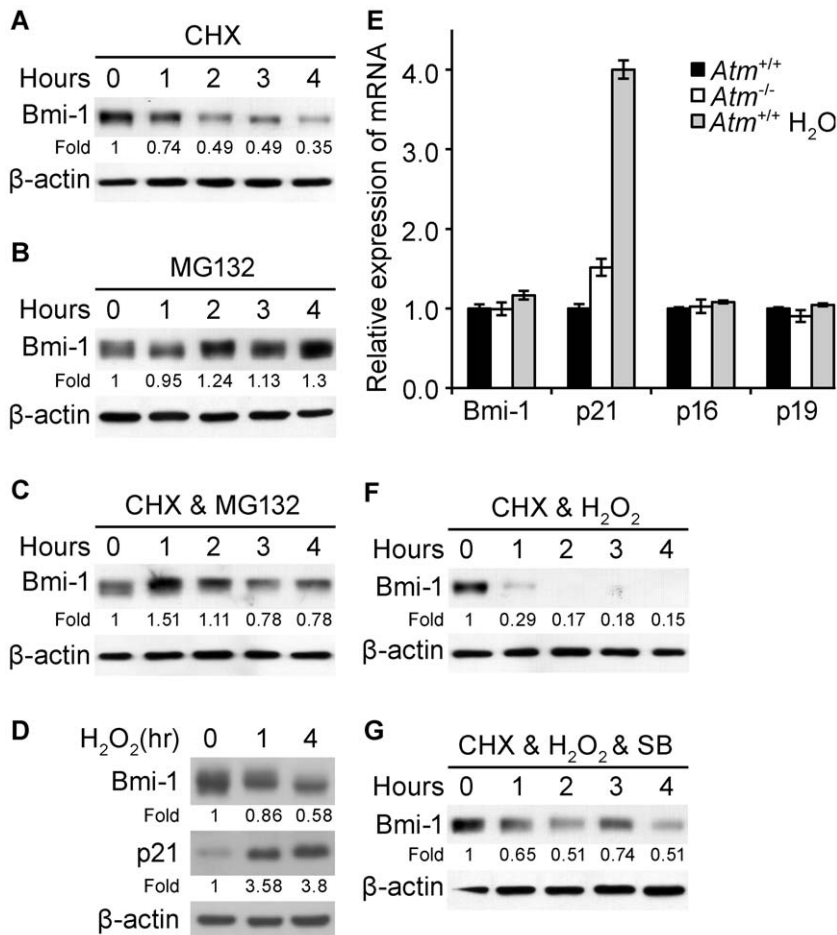 A
CHX
Hours 0 1 2 3 4
Bmi-1
Fold 1 0.74 0.49 0.49 0.35
β-actin
B
MG132
Hours 0 1 2 3 4
Bmi-1
Fold 1 0.95 1.24 1.13 1.3
β-actin
C
CHX & MG132
Hours 0 1 2 3 4
Bmi-1
Fold 1 1.51 1.11 0.78 0.78
β-actin
D
H₂O₂(hr) 0 1 4
Bmi-1
Fold 1 0.86 0.58
p21
Fold 1 3.58 3.8
β-actin
E
Relative expression of mRNA
4.0
3.0
2.0
1.0
0.0
Bmi-1 p21 p16 p19
Atm+/+
Atm-/-
Atm+/+ H₂O
F
CHX & H₂O₂
Hours 0 1 2 3 4
Bmi-1
Fold 1 0.29 0.17 0.18 0.15
β-actin
G
CHX & H₂O₂ & SB
Hours 0 1 2 3 4
Bmi-1
Fold 1 0.65 0.51 0.74 0.51
β-actin